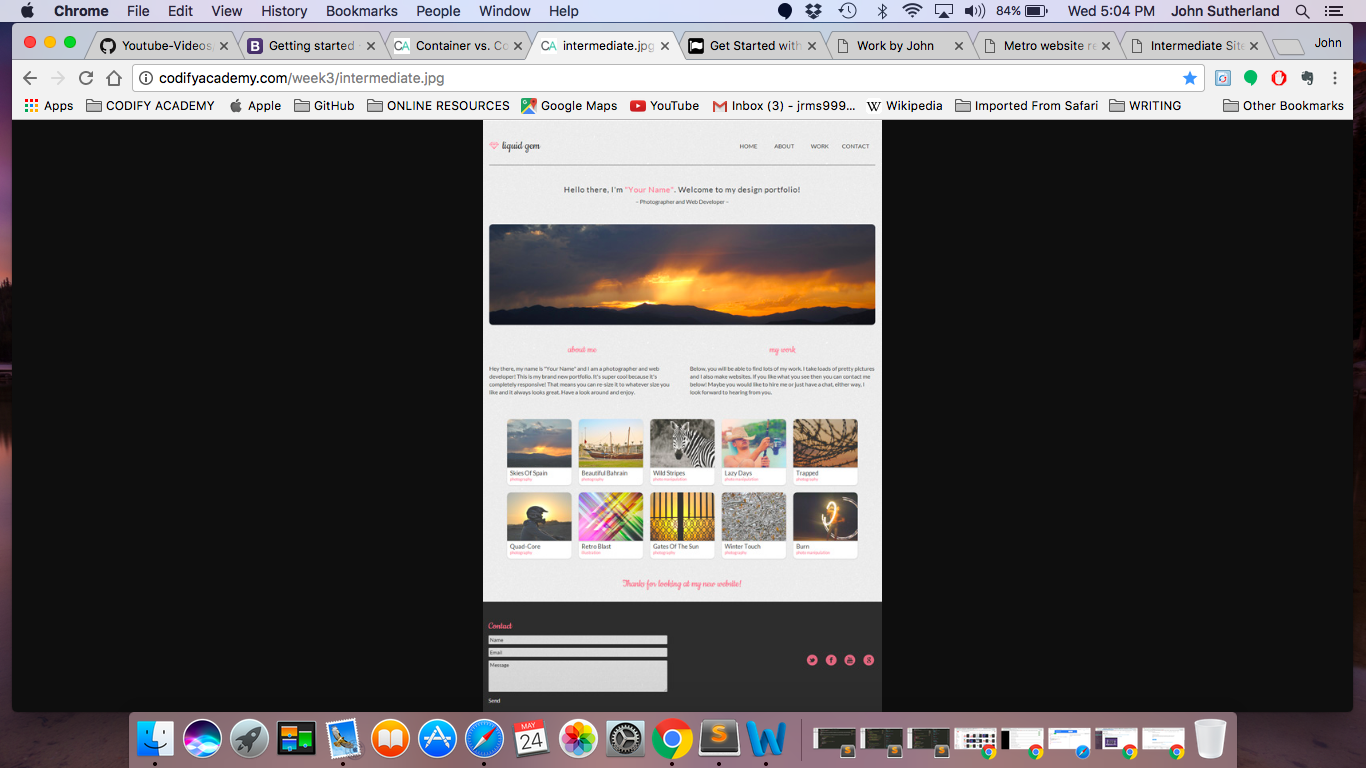 Chrome File Edit View History Bookmarks People Window Help 84% Wed 5:04 PM John Sutherland
Youtube-Videos Getting started CA Container vs. Co CA intermediate.jpg Get Started with Work by John Metro website re Intermediate Site John
codifyacademy.com/week3/intermediate.jpg
Apps CODIFY ACADEMY Apple GitHub ONLINE RESOURCES Google Maps YouTube Inbox (3) - jrms999... Wikipedia Imported From Safari WRITING Other Bookmarks
liquid gem HOME ABOUT WORK CONTACT
Hello there, I'm "Your Name". Welcome to my design portfolio!
~ Photographer and Web Developer ~
about me my work
Hey there, my name is "Your Name" and I am a photographer and web
developer! This is my brand new portfolio. It's super cool because it's
completely responsive! That means you can re-size it to whatever size you
like and it always looks great. Have a look around and enjoy.
Below, you will be able to find lots of my work. I take loads of pretty pictures
and I also make websites. If you like what you see then you can contact me
below! Maybe you would like to hire me or just have a chat, either way, I
look forward to hearing from you.
Skies Of Spain Beautiful Bahrain Wild Stripes Lazy Days Trapped
photography photography photo manipulation photo manipulation photography
Quad-Core Retro Blast Gates Of The Sun Winter Touch Burn
photography illustration photography photography photo manipulation
Thanks for looking at my new website!
Contact
Name
Email
Message
Send
MAY
24